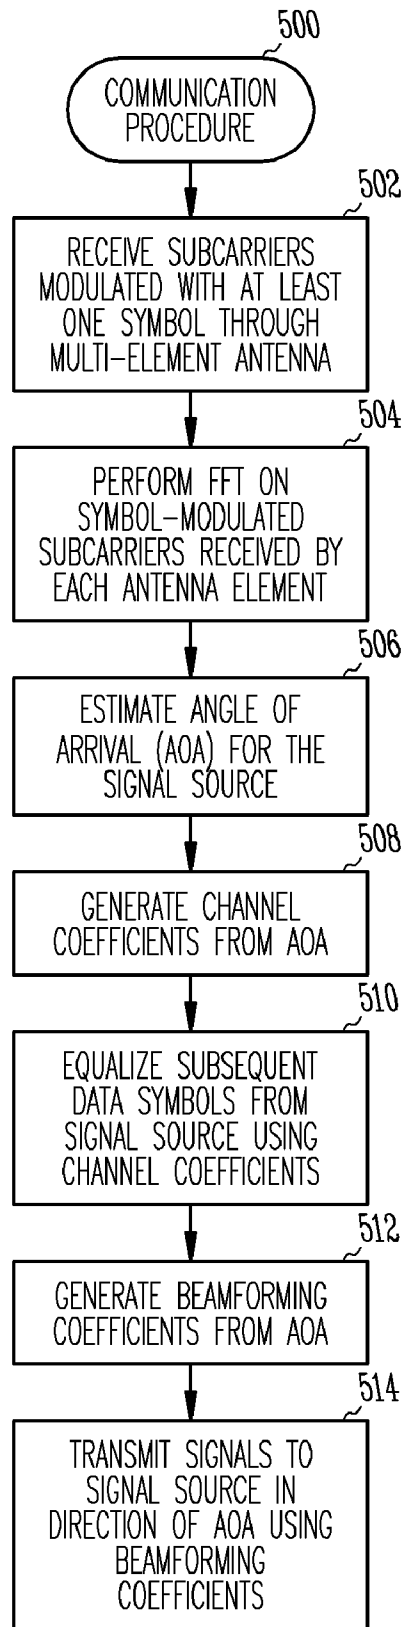 500
COMMUNICATION
PROCEDURE
502
RECEIVE SUBCARRIERS
MODULATED WITH AT LEAST
ONE SYMBOL THROUGH
MULTI-ELEMENT ANTENNA
504
PERFORM FFT ON
SYMBOL-MODULATED
SUBCARRIERS RECEIVED BY
EACH ANTENNA ELEMENT
506
ESTIMATE ANGLE OF
ARRIVAL (AOA) FOR THE
SIGNAL SOURCE
508
GENERATE CHANNEL
COEFFICIENTS FROM AOA
510
EQUALIZE SUBSEQUENT
DATA SYMBOLS FROM
SIGNAL SOURCE USING
CHANNEL COEFFICIENTS
512
GENERATE BEAMFORMING
COEFFICIENTS FROM AOA
514
TRANSMIT SIGNALS TO
SIGNAL SOURCE IN
DIRECTION OF AOA USING
BEAMFORMING
COEFFICIENTS